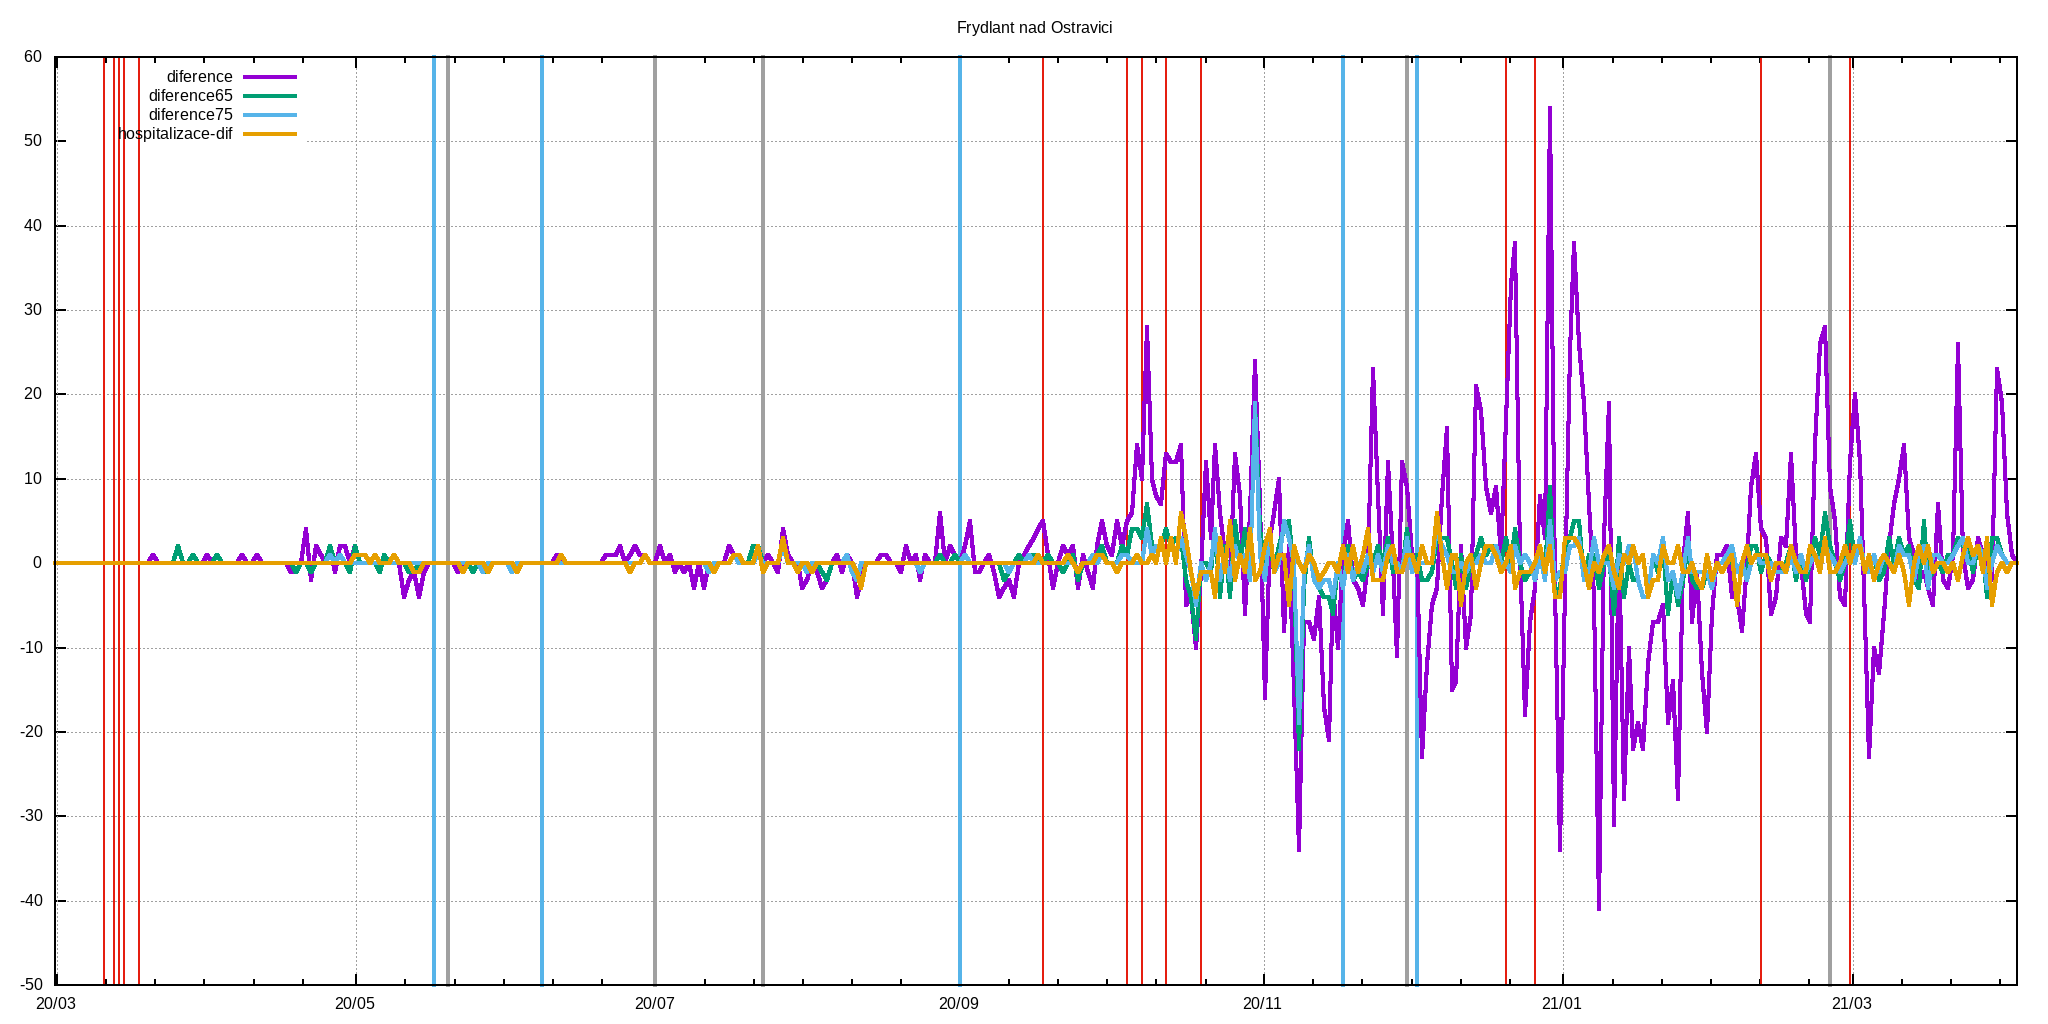 Frydlant nad Ostravici
60
50
40
30
20
10
0
-10
-20
-30
-40
-50
diference
diference65
diference75
hospitalizace-dif
20/03 20/05 20/07 20/09 20/11 21/01 21/03